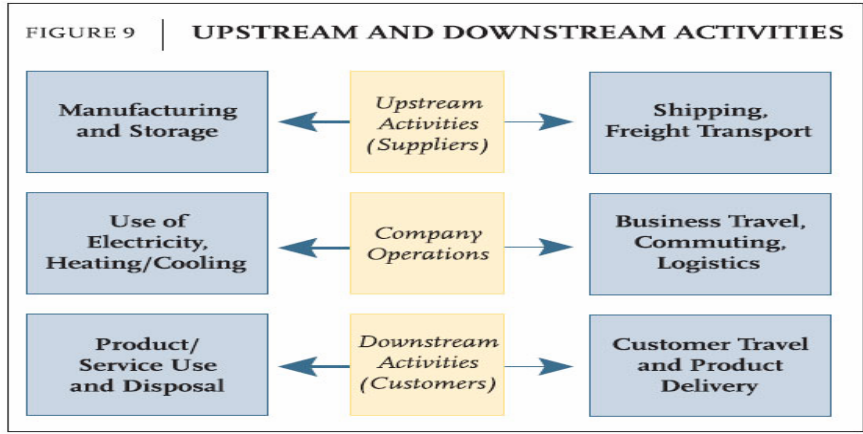 FIGURE 9 | UPSTREAM AND DOWNSTREAM ACTIVITIES
Manufacturing
and Storage
Upstream
Activities
(Suppliers)
Shipping,
Freight Transport
Use of
Electricity,
Heating/Cooling
Company
Operations
Business Travel,
Commuting,
Logistics
Product/
Service Use
and Disposal
Downstream
Activities
(Customers)
Customer Travel
and Product
Delivery